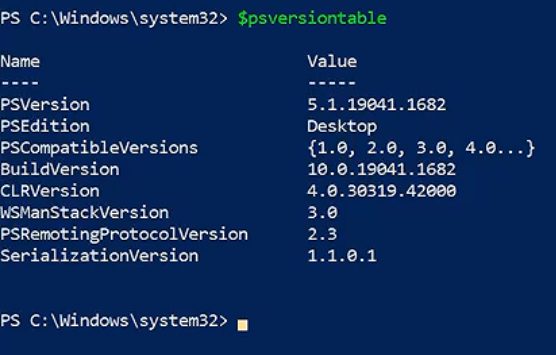 PS C:\Windows\system32> $psversiontable
Name Value
---- -----
PSVersion 5.1.19041.1682
PSEdition Desktop
PSCompatibleVersions {1.0, 2.0, 3.0, 4.0...}
BuildVersion 10.0.19041.1682
CLRVersion 4.0.30319.42000
WSManStackVersion 3.0
PSRemotingProtocolVersion 2.3
SerializationVersion 1.1.0.1
PS C:\Windows\system32>